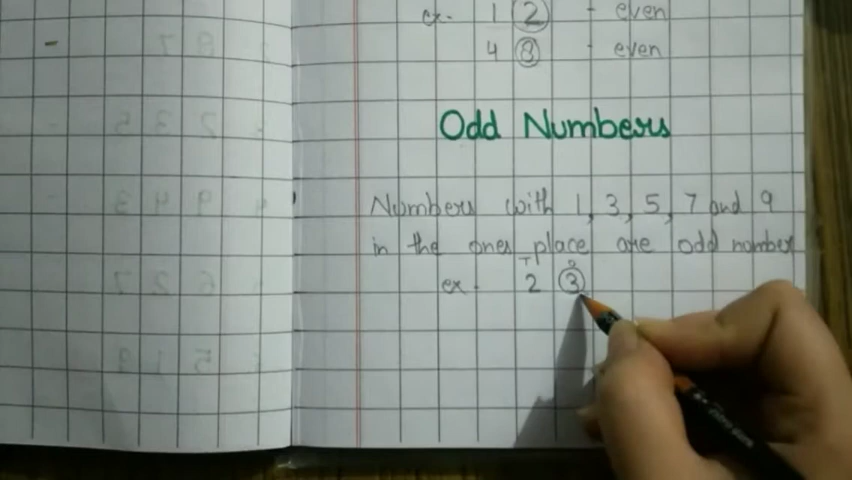 ex- 1 2 - even
4 8 - even
Odd Numbers
Numbers with 1, 3, 5, 7 and 9
in the ones place are odd number
T O
ex - 2 3